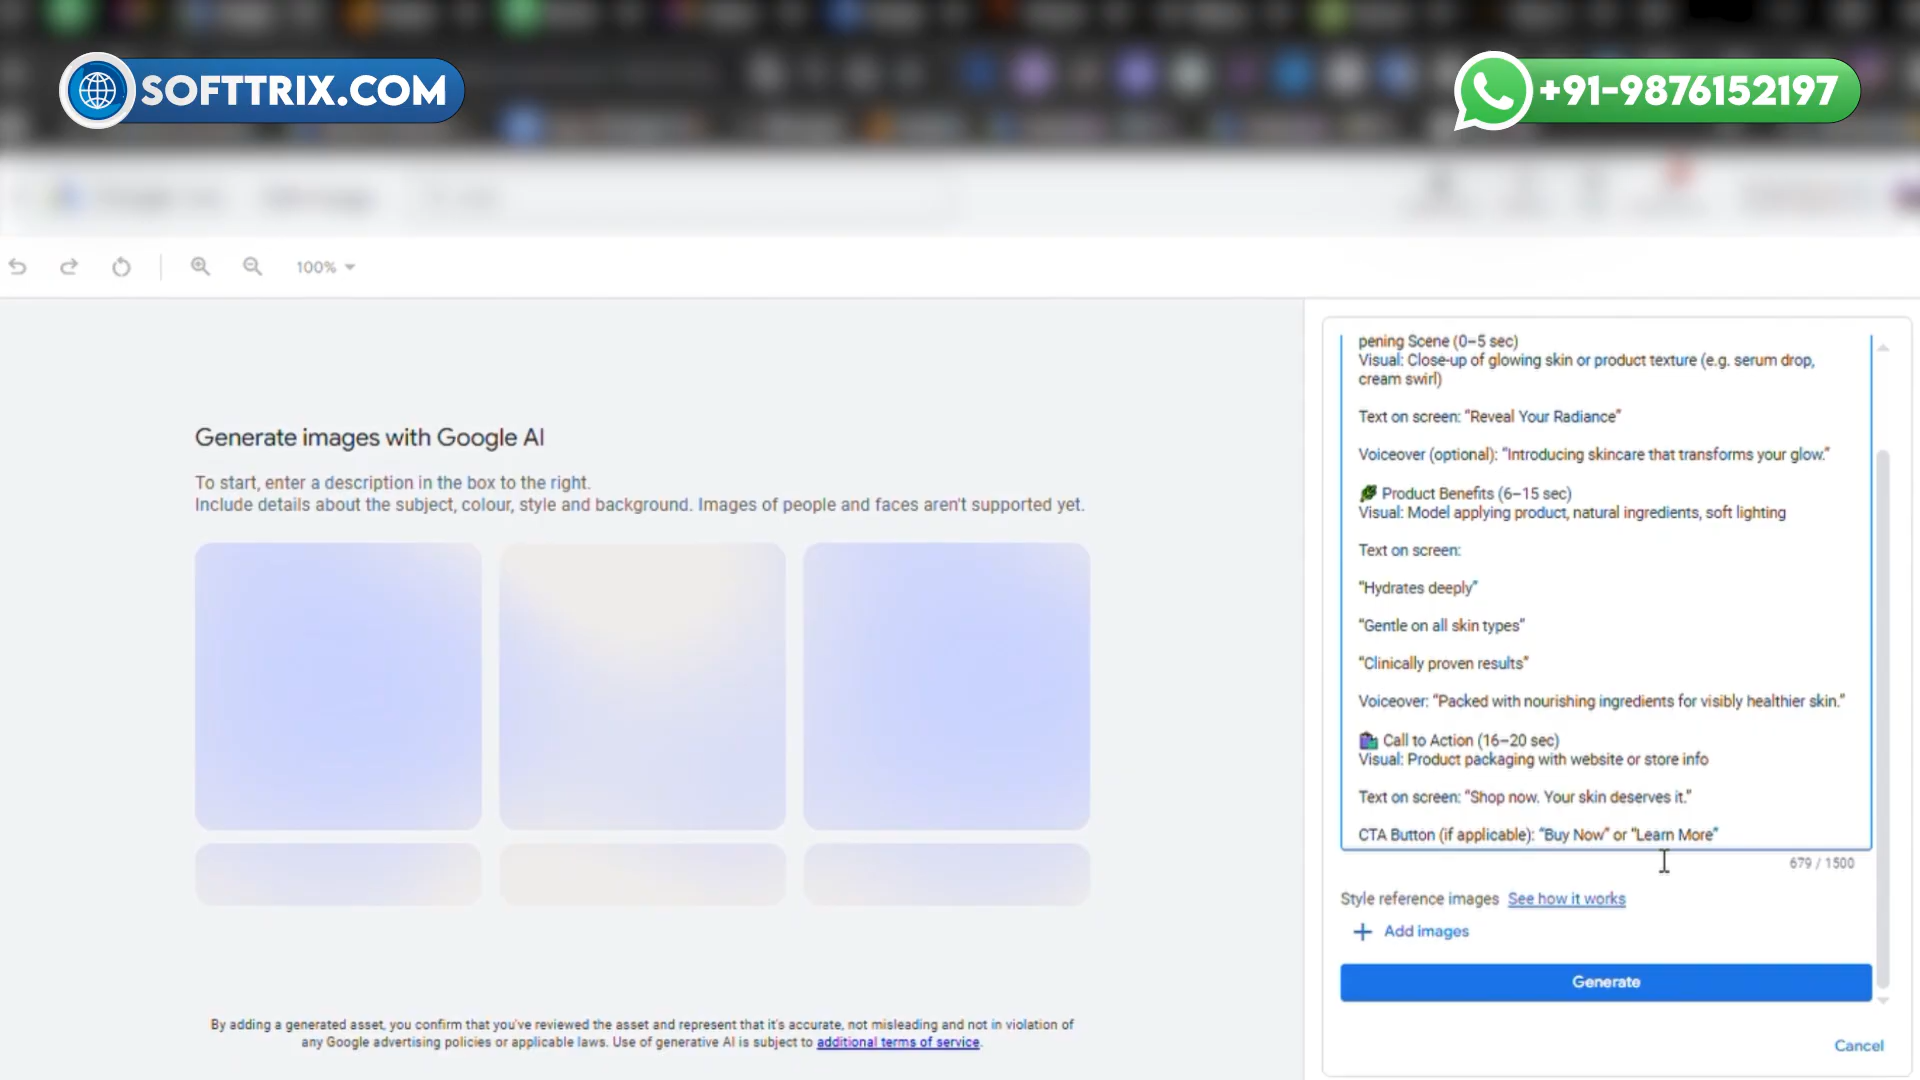 SOFTTRIX.COM
+91-9876152197
100%
Generate images with Google AI
To start, enter a description in the box to the right.
Include details about the subject, colour, style and background. Images of people and faces aren't supported yet.
By adding a generated asset, you confirm that you've reviewed the asset and represent that it's accurate, not misleading and not in violation of
any Google advertising policies or applicable laws. Use of generative AI is subject to additional terms of service.
pening Scene (0–5 sec)
Visual: Close-up of glowing skin or product texture (e.g. serum drop,
cream swirl)
Text on screen: “Reveal Your Radiance”
Voiceover (optional): “Introducing skincare that transforms your glow.”
🌿 Product Benefits (6–15 sec)
Visual: Model applying product, natural ingredients, soft lighting
Text on screen:
“Hydrates deeply”
“Gentle on all skin types”
“Clinically proven results”
Voiceover: “Packed with nourishing ingredients for visibly healthier skin.”
🛍️ Call to Action (16–20 sec)
Visual: Product packaging with website or store info
Text on screen: “Shop now. Your skin deserves it.”
CTA Button (if applicable): “Buy Now” or “Learn More”
679 / 1500
Style reference images See how it works
+ Add images
Generate
Cancel